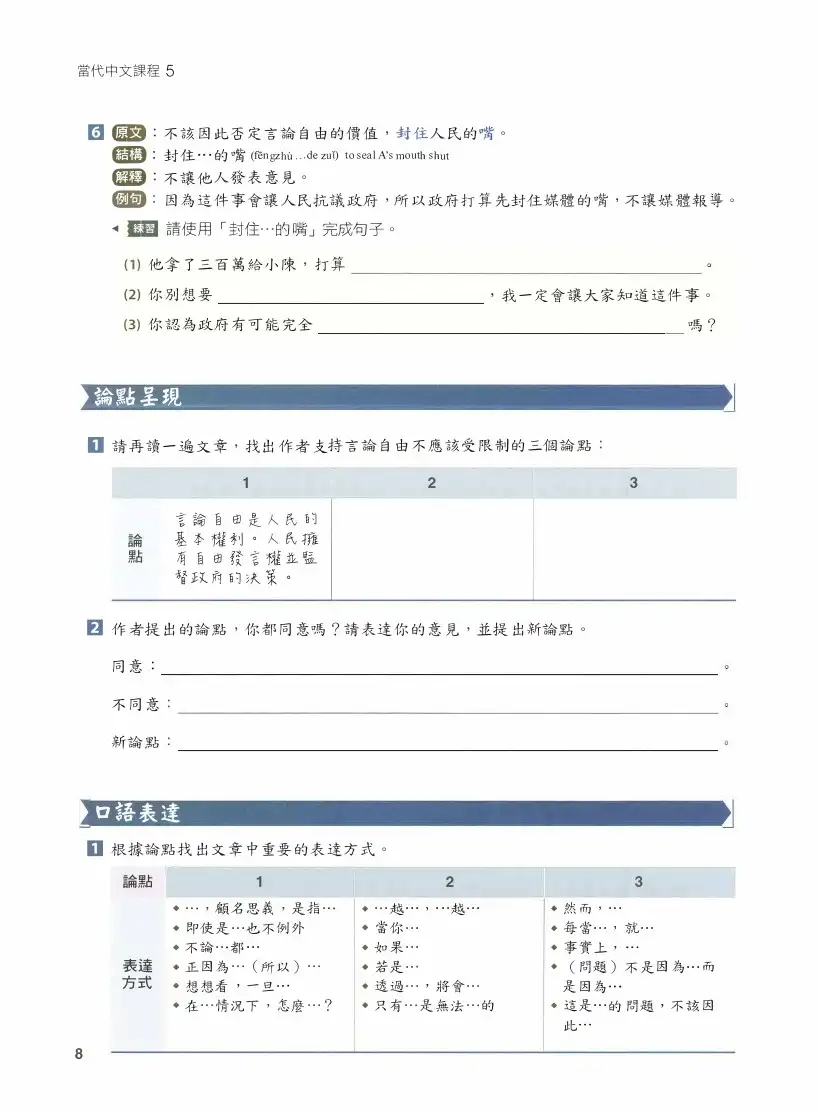 當代中文課程 5
6 原文：不該因此否定言論自由的價值，封住人民的嘴。
結構：封住…的嘴 (fēngzhù …de zuǐ) to seal A's mouth shut
解釋：不讓他人發表意見。
例句：因為這件事會讓人民抗議政府，所以政府打算先封住媒體的嘴，不讓媒體報導。
練習 請使用「封住…的嘴」完成句子。
(1) 他拿了三百萬給小陳，打算 。
(2) 你別想要 ，我一定會讓大家知道這件事。
(3) 你認為政府有可能完全 嗎？
論點呈現
1 請再讀一遍文章，找出作者支持言論自由不應該受限制的三個論點：
1 2 3
論點
言論自由是人民的
基本權利。人民擁
有自由發言權並監
督政府的決策。
2 作者提出的論點，你都同意嗎？請表達你的意見，並提出新論點。
同意： 。
不同意： 。
新論點： 。
口語表達
1 根據論點找出文章中重要的表達方式。
論點 1 2 3
表達
方式
◆ …，顧名思義，是指…
◆ 即使是…也不例外
◆ 不論…都…
◆ 正因為…（所以）…
◆ 想想看，一旦…
◆ 在…情況下，怎麼…？
◆ …越…，…越…
◆ 當你…
◆ 如果…
◆ 若是…
◆ 透過…，將會…
◆ 只有…是無法…的
◆ 然而，…
◆ 每當…，就…
◆ 事實上，…
◆ （問題）不是因為…而
是因為…
◆ 這是…的問題，不該因
此…
8